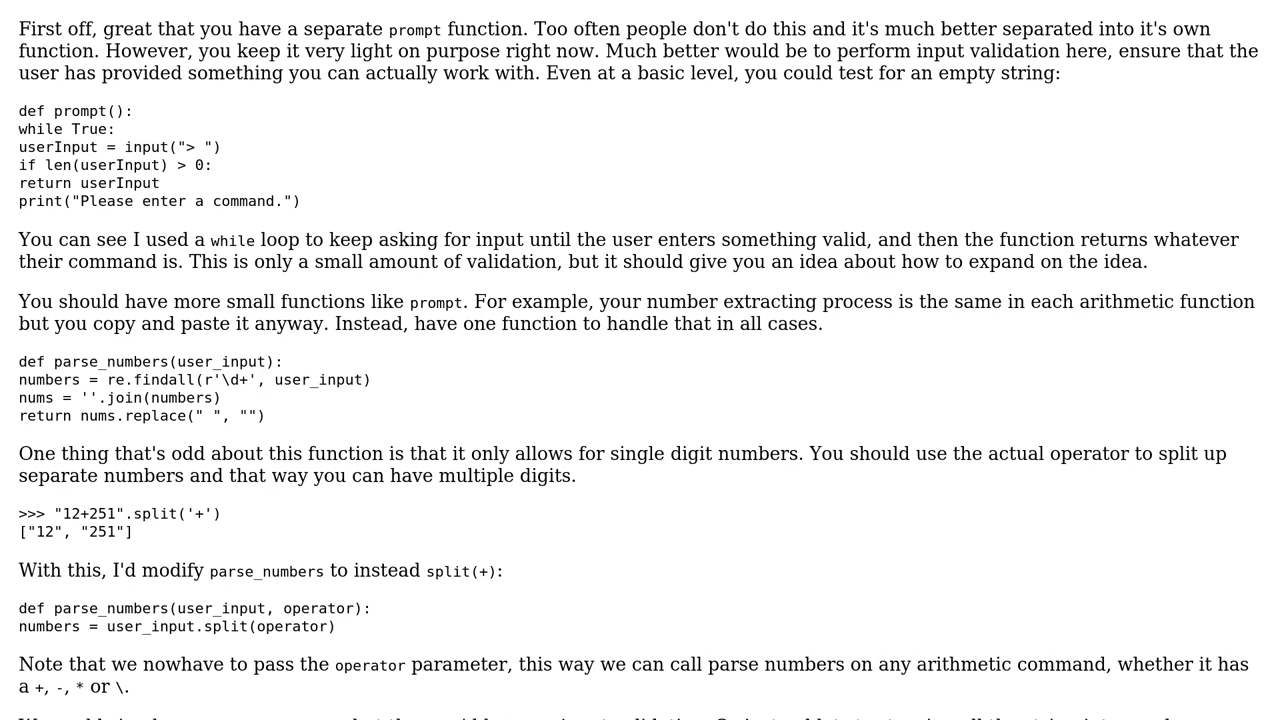 First off, great that you have a separate prompt function. Too often people don't do this and it's much better separated into it's own
function. However, you keep it very light on purpose right now. Much better would be to perform input validation here, ensure that the
user has provided something you can actually work with. Even at a basic level, you could test for an empty string:
def prompt():
while True:
userInput = input("> ")
if len(userInput) > 0:
return userInput
print("Please enter a command.")
You can see I used a while loop to keep asking for input until the user enters something valid, and then the function returns whatever
their command is. This is only a small amount of validation, but it should give you an idea about how to expand on the idea.
You should have more small functions like prompt. For example, your number extracting process is the same in each arithmetic function
but you copy and paste it anyway. Instead, have one function to handle that in all cases.
def parse_numbers(user_input):
numbers = re.findall(r'\d+', user_input)
nums = ''.join(numbers)
return nums.replace(" ", "")
One thing that's odd about this function is that it only allows for single digit numbers. You should use the actual operator to split up
separate numbers and that way you can have multiple digits.
>>> "12+251".split('+')
["12", "251"]
With this, I'd modify parse_numbers to instead split(+):
def parse_numbers(user_input, operator):
numbers = user_input.split(operator)
Note that we nowhave to pass the operator parameter, this way we can call parse numbers on any arithmetic command, whether it has
a +, -, * or \.